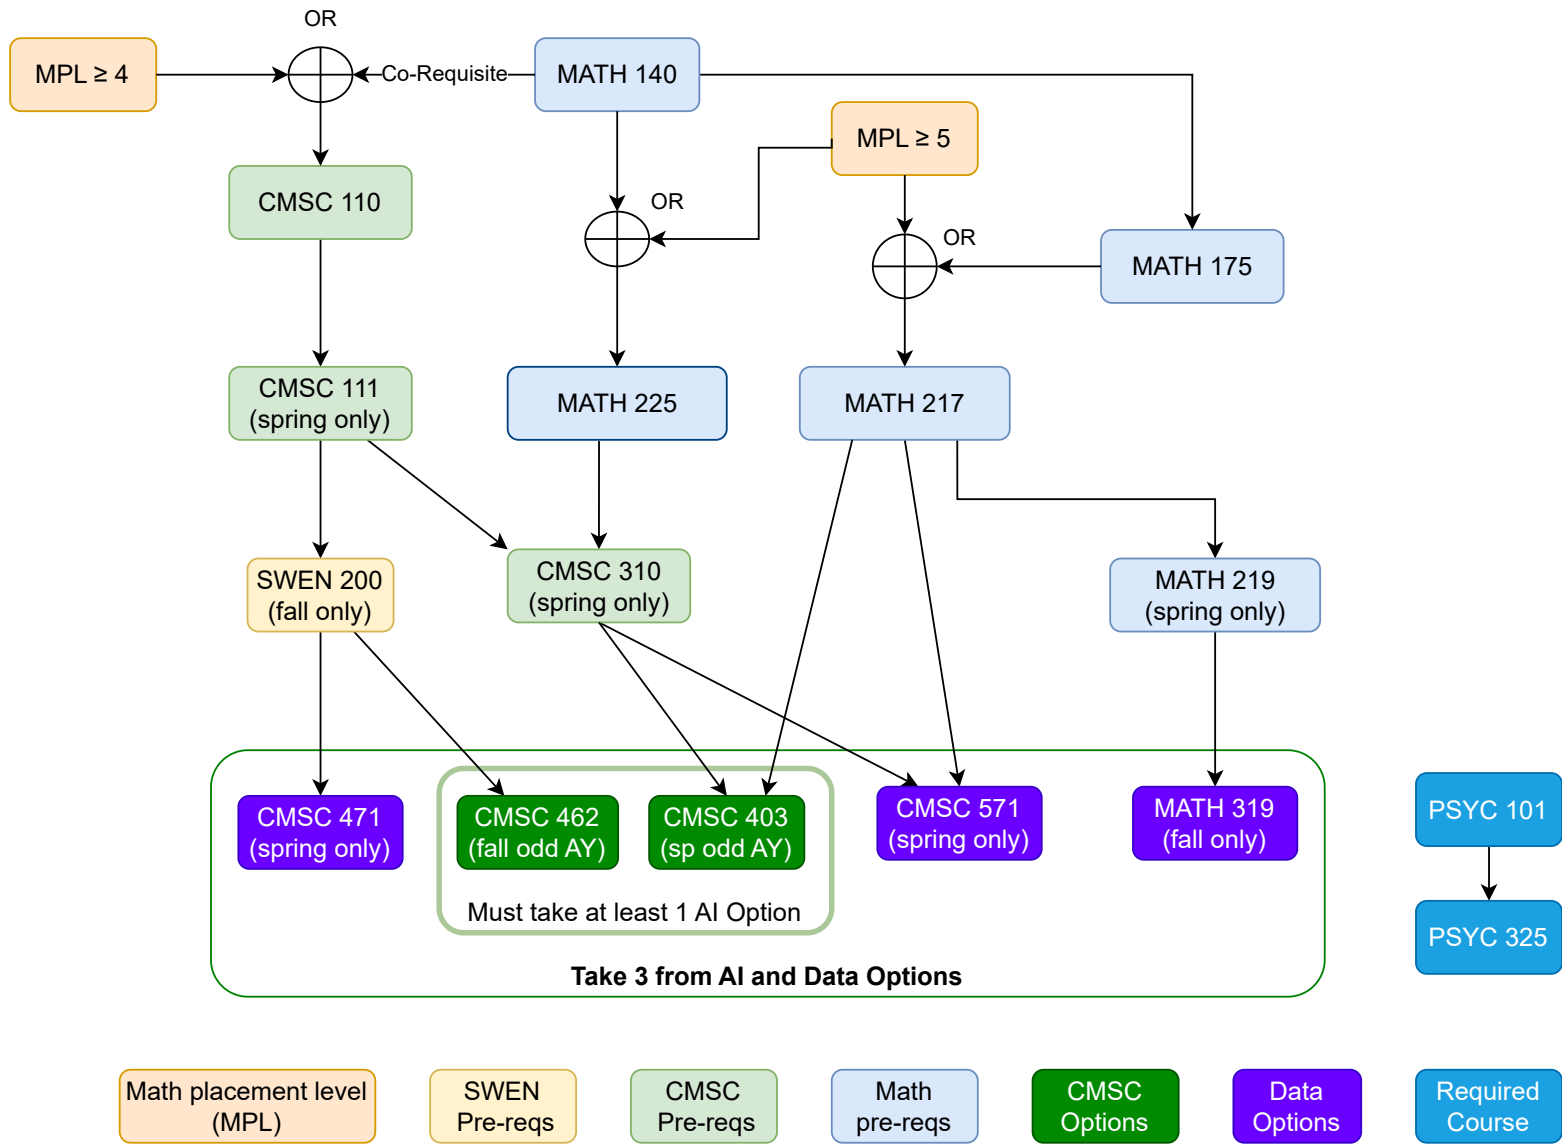 OR
MPL ≥ 4
Co-Requisite
MATH 140
MPL ≥ 5
CMSC 110
OR
OR
MATH 175
CMSC 111
(spring only)
MATH 225
MATH 217
SWEN 200
(fall only)
CMSC 310
(spring only)
MATH 219
(spring only)
CMSC 471
(spring only)
CMSC 462
(fall odd AY)
CMSC 403
(sp odd AY)
CMSC 571
(spring only)
MATH 319
(fall only)
PSYC 101
Must take at least 1 AI Option
PSYC 325
Take 3 from AI and Data Options
Math placement level
(MPL)
SWEN
Pre-reqs
CMSC
Pre-reqs
Math
pre-reqs
CMSC
Options
Data
Options
Required
Course